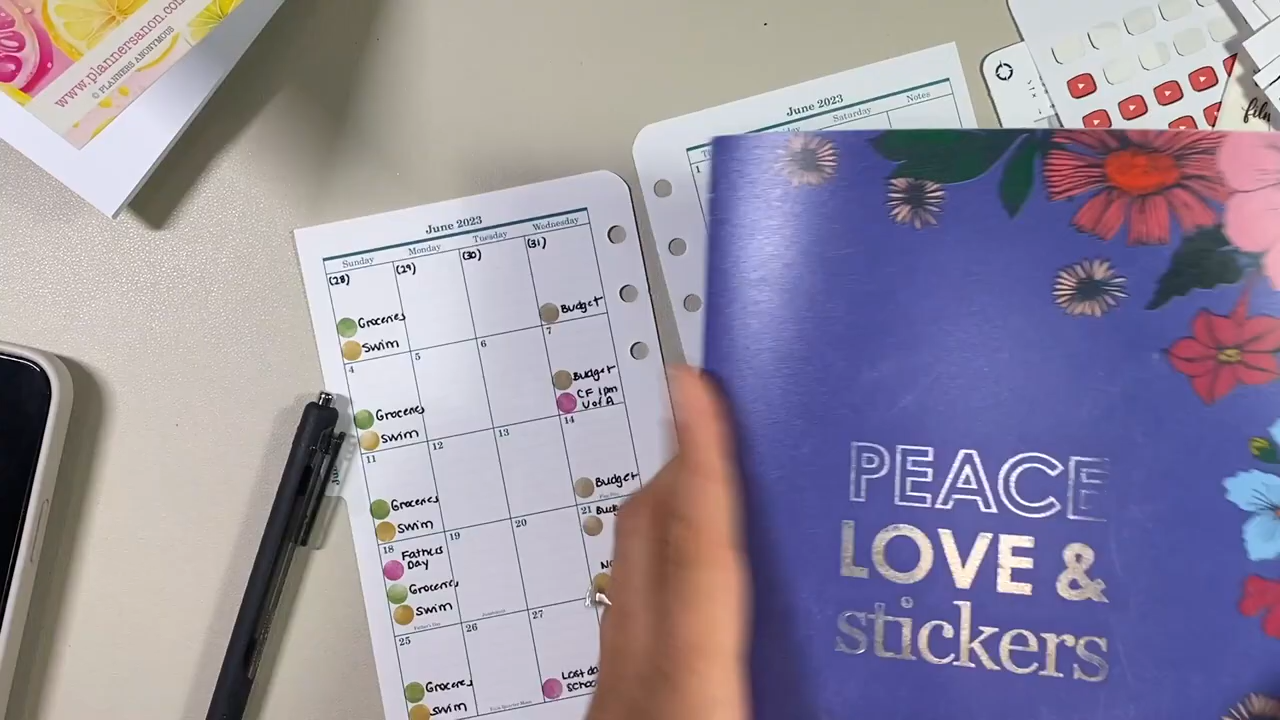 www.plannersanon.com
© PLANNERS ANONYMOUS
June 2023
Sunday
Monday
Tuesday
Wednesday
(28)
(29)
(30)
(31)
Groceries
Swim
Budget
4
5
6
7
Groceries
Swim
Budget
CF 1pm
U of A
11
12
13
14
Groceries
Swim
Budget
18
19
20
21
Fathers
Day
Groceries
Swim
Father's Day
25
26
27
Groceries
Swim
Last da
school
June 2023
Saturday
Notes
1
PEACE
LOVE &
stickers